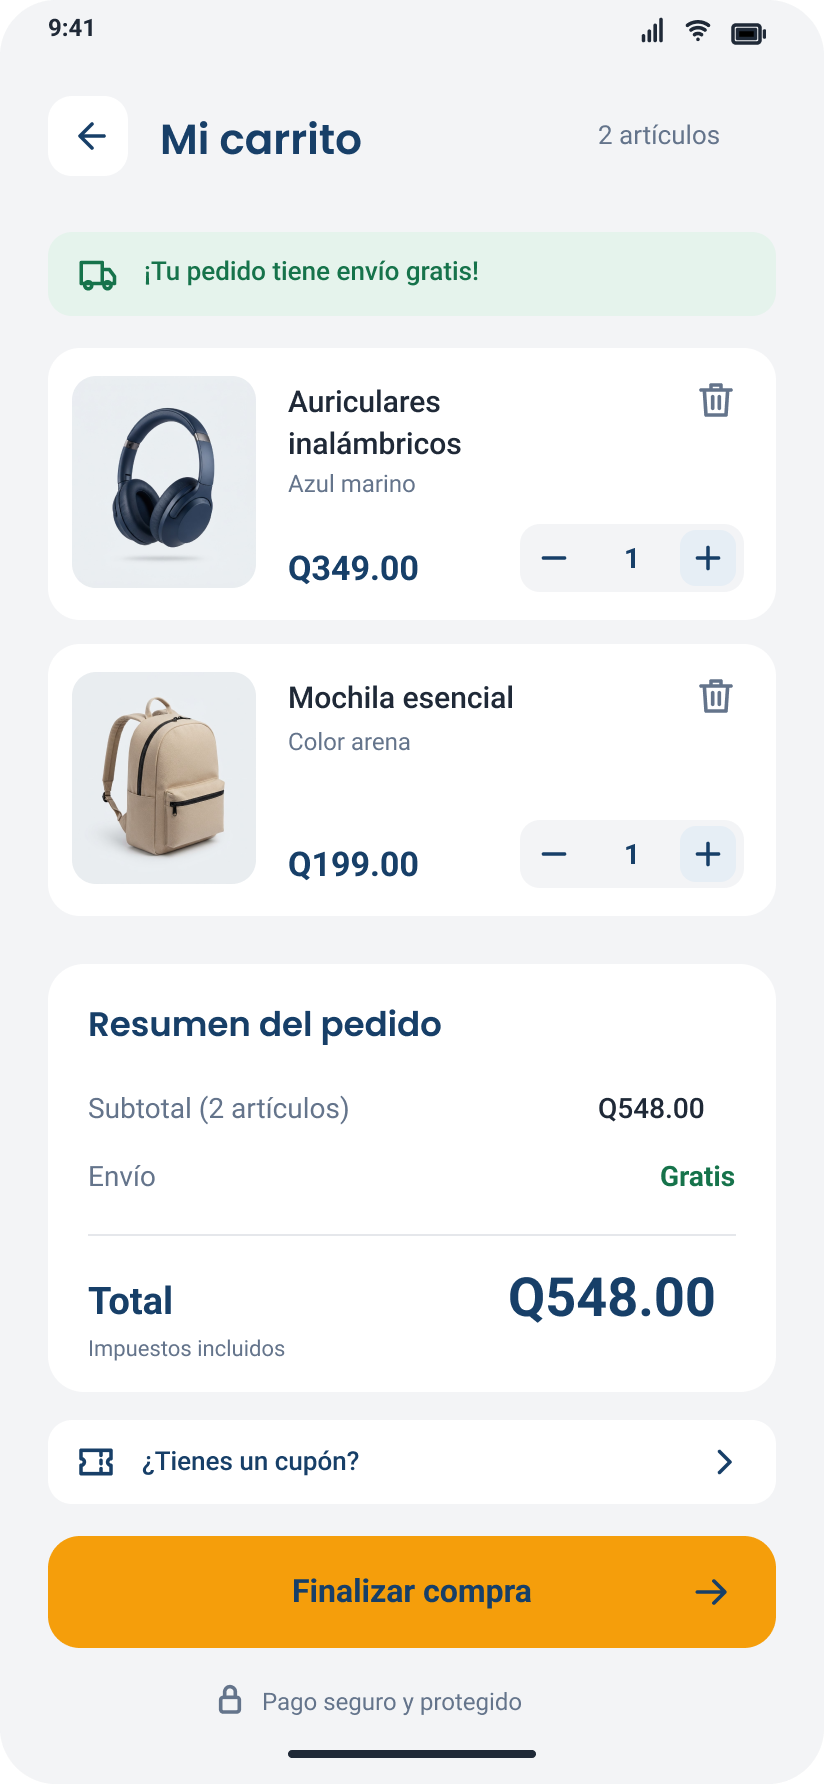 9:41
Mi carrito
2 artículos
¡Tu pedido tiene envío gratis!
Auriculares
inalámbricos
Azul marino
Q349.00
1
Mochila esencial
Color arena
Q199.00
1
Resumen del pedido
Subtotal (2 artículos)
Q548.00
Envío
Gratis
Total
Q548.00
Impuestos incluidos
¿Tienes un cupón?
Finalizar compra
Pago seguro y protegido